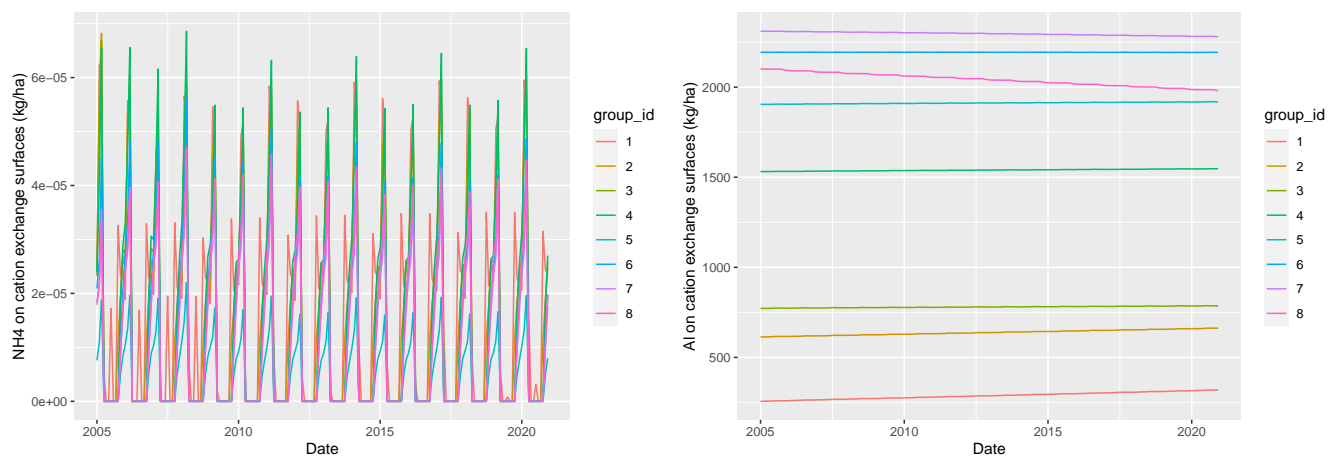 NH4 on cation exchange surfaces (kg/ha)
6e−05
4e−05
2e−05
0e+00
2005
2010
2015
2020
Date
group_id
1
2
3
4
5
6
7
8
Al on cation exchange surfaces (kg/ha)
2000
1500
1000
500
2005
2010
2015
2020
Date
group_id
1
2
3
4
5
6
7
8